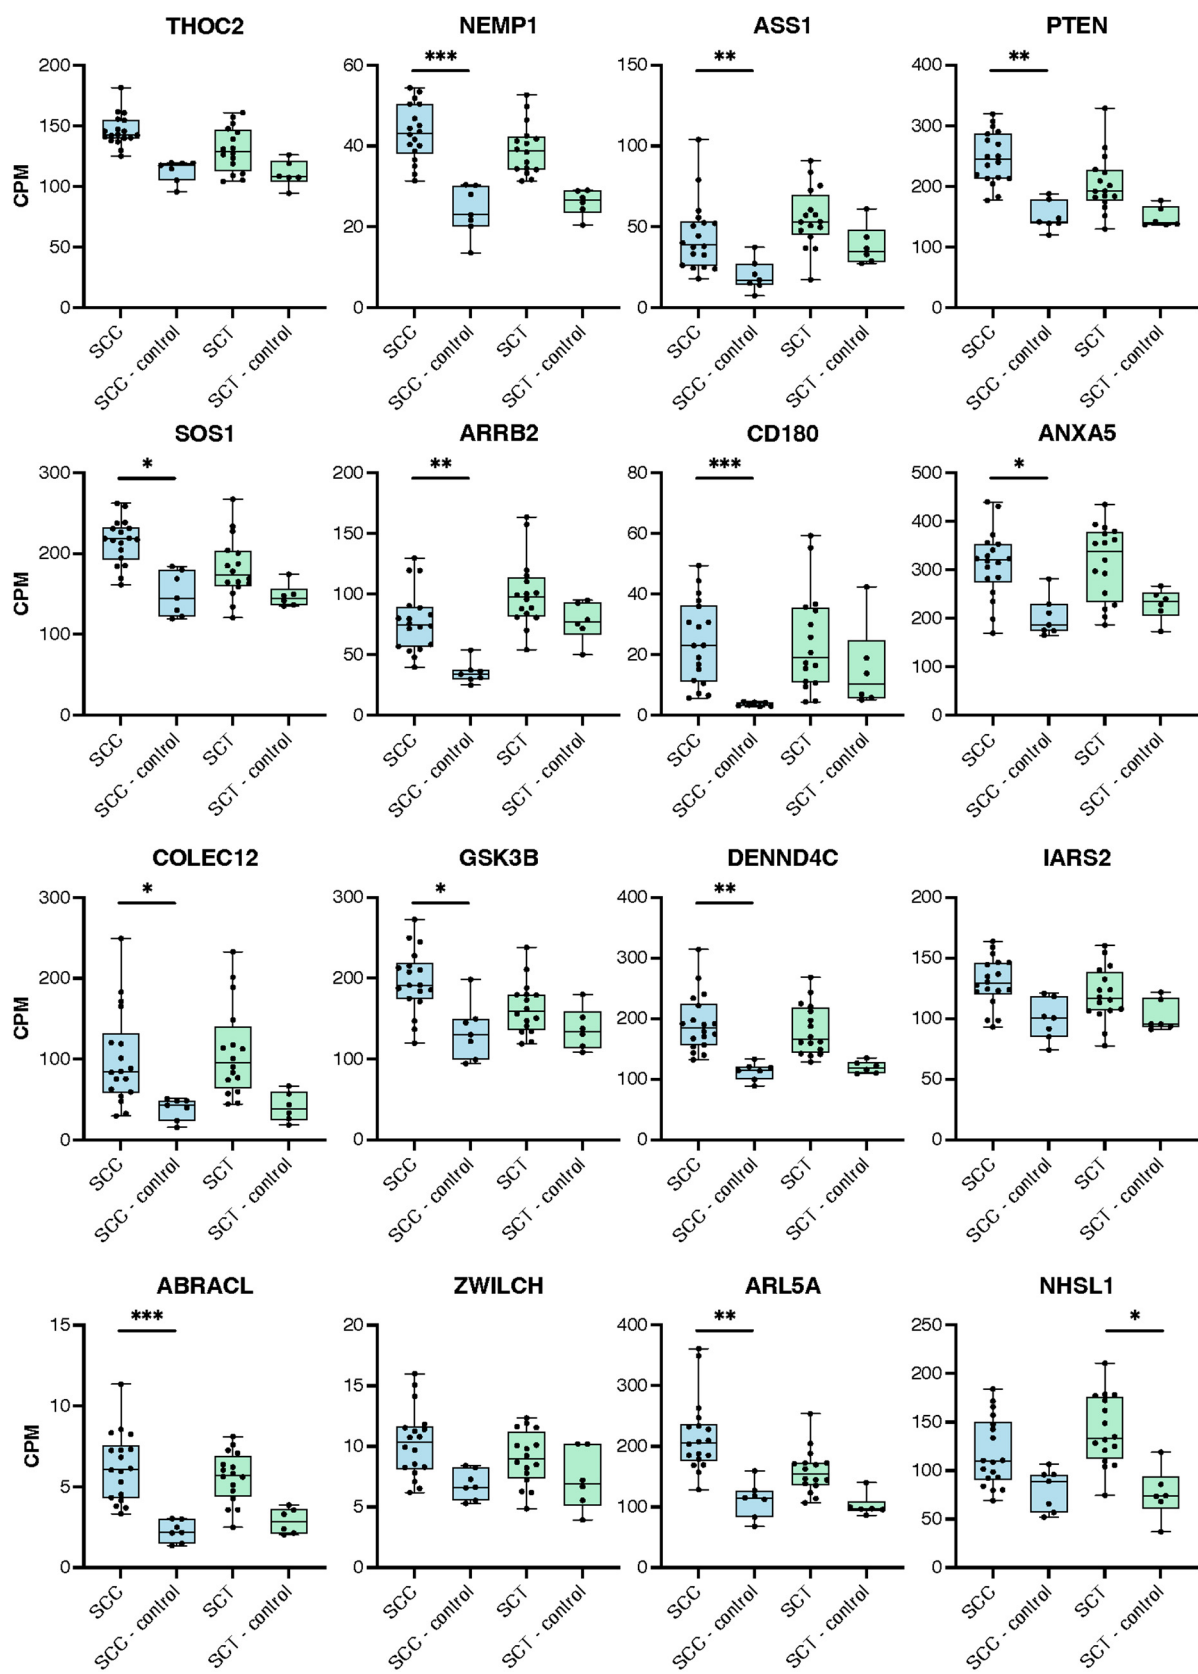 THOC2 NEMP1 ASS1 PTEN
*** ** **
200 60 150 400
150 300
40 100
CPM 100 200
20 50
50 100
0 0 0 0
SCC SCC - control SCT SCT - control SCC SCC - control SCT SCT - control SCC SCC - control SCT SCT - control SCC SCC - control SCT SCT - control
SOS1 ARRB2 CD180 ANXA5
* ** *** *
300 200 80 500
400
150 60
200 300
CPM 100 40
200
100
50 20 100
0 0 0 0
SCC SCC - control SCT SCT - control SCC SCC - control SCT SCT - control SCC SCC - control SCT SCT - control SCC SCC - control SCT SCT - control
COLEC12 GSK3B DENND4C IARS2
* * **
300 300 400 200
300 150
200 200
CPM 200 100
100 100
100 50
0 0 0 0
SCC SCC - control SCT SCT - control SCC SCC - control SCT SCT - control SCC SCC - control SCT SCT - control SCC SCC - control SCT SCT - control
ABRACL ZWILCH ARL5A NHSL1
*** ** *
15 20 400 250
200
15 300
10 150
CPM 10 200
100
5
5 100 50
0 0 0 0
SCC SCC - control SCT SCT - control SCC SCC - control SCT SCT - control SCC SCC - control SCT SCT - control SCC SCC - control SCT SCT - control